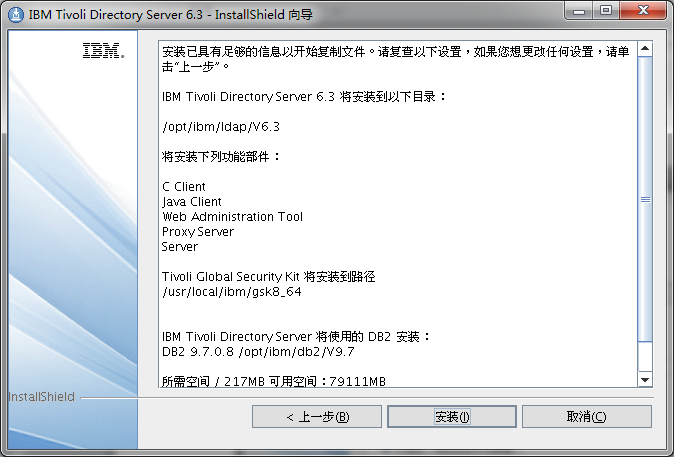 IBM Tivoli Directory Server 6.3 - InstallShield 向导
IBM.
安装已具有足够的信息以开始复制文件。请复查以下设置，如果您想更改任何设置，请单
击“上一步”。
IBM Tivoli Directory Server 6.3 将安装到以下目录：
/opt/ibm/ldap/V6.3
将安装下列功能部件：
C Client
Java Client
Web Administration Tool
Proxy Server
Server
Tivoli Global Security Kit 将安装到路径
/usr/local/ibm/gsk8_64
IBM Tivoli Directory Server 将使用的 DB2 安装：
DB2 9.7.0.8 /opt/ibm/db2/V9.7
所需空间 / 217MB 可用空间：79111MB
InstallShield
< 上一步(B) 安装(I) 取消(C)